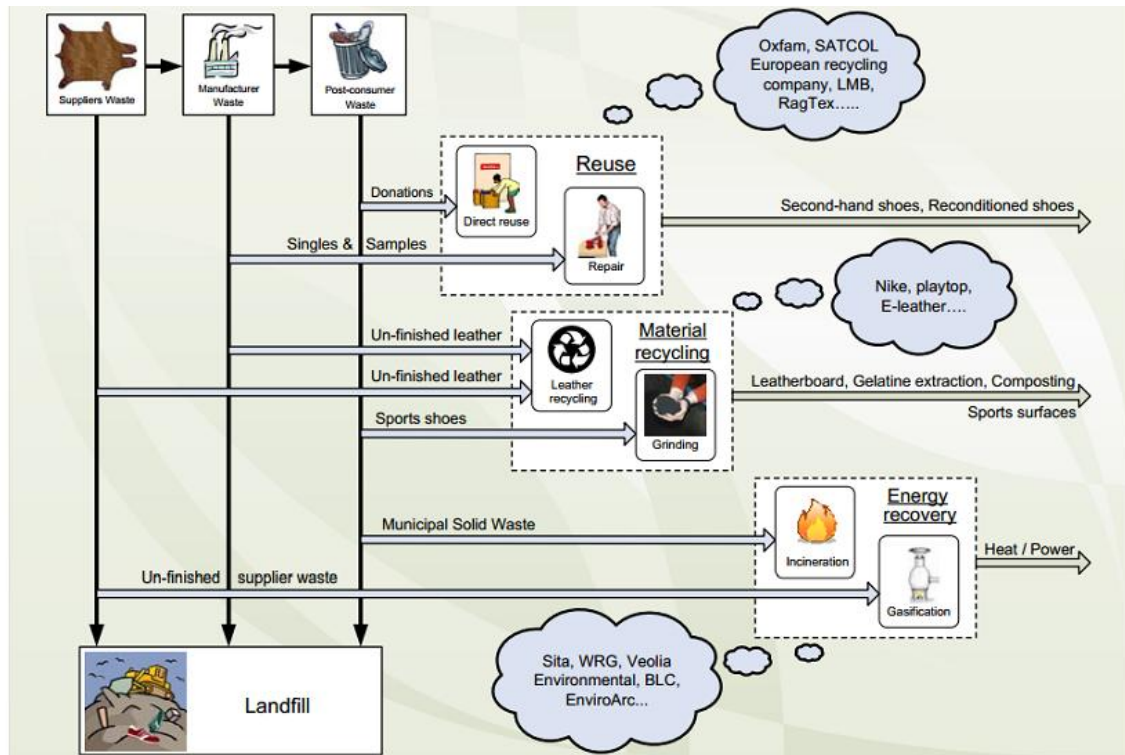 Suppliers Waste
Manufacturer
Waste
Post-consumer
Waste
Oxfam, SATCOL
European recycling
company, LMB,
RagTex.....
Reuse
Donations
Direct reuse
Second-hand shoes, Reconditioned shoes
Singles & Samples
Repair
Nike, playtop,
E-leather....
Material
recycling
Un-finished leather
Un-finished leather
Leather
recycling
Leatherboard, Gelatine extraction, Composting
Sports surfaces
Sports shoes
Grinding
Energy
recovery
Municipal Solid Waste
Incineration
Heat / Power
Un-finished supplier waste
Gasification
Sita, WRG, Veolia
Environmental, BLC,
EnviroArc...
Landfill